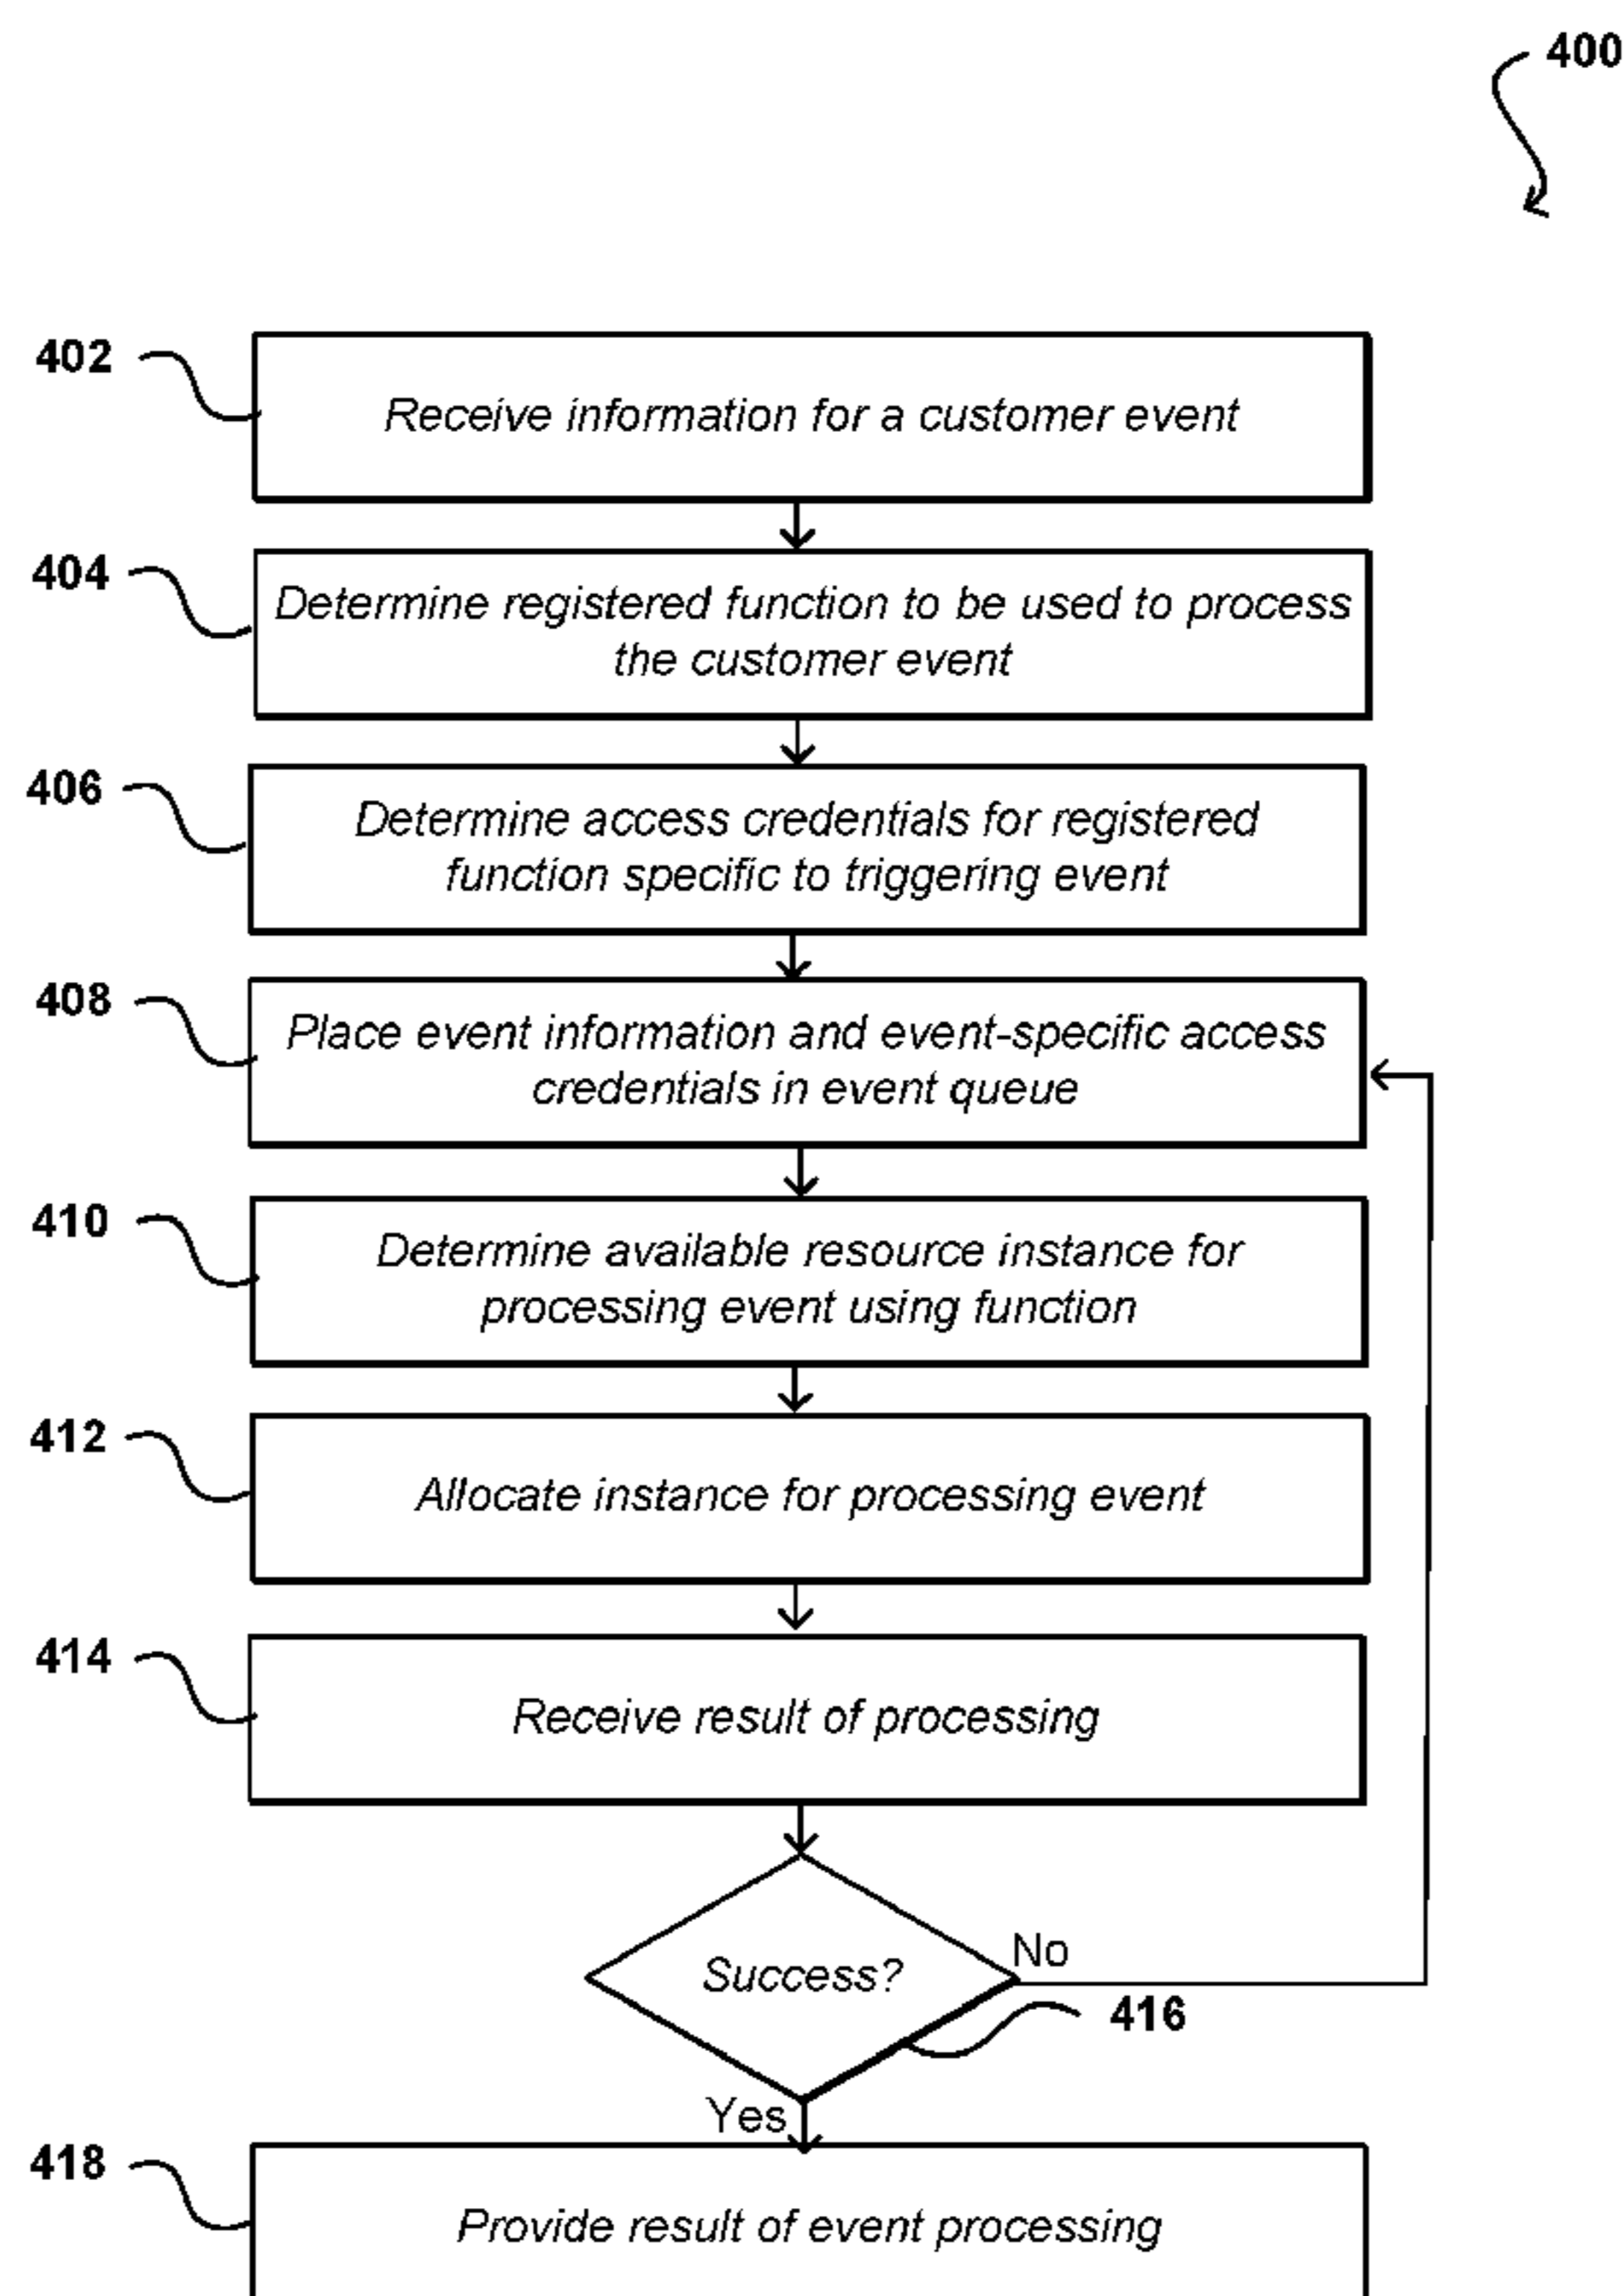 400
402
Receive information for a customer event
404
Determine registered function to be used to process
the customer event
406
Determine access credentials for registered
function specific to triggering event
408
Place event information and event-specific access
credentials in event queue
410
Determine available resource instance for
processing event using function
412
Allocate instance for processing event
414
Receive result of processing
Success?
No
416
Yes
418
Provide result of event processing